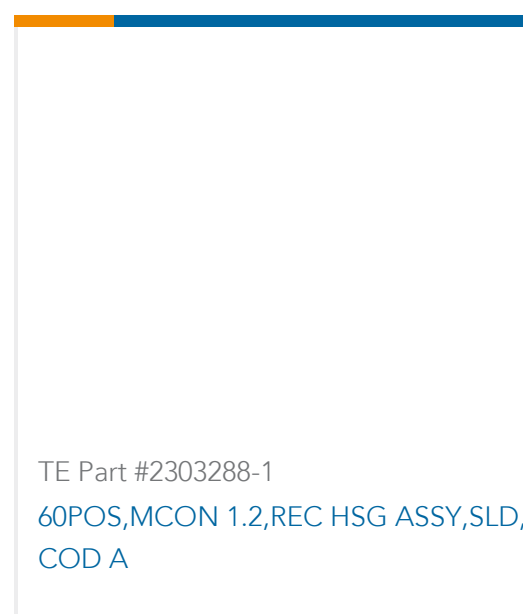 TE Part #2303288-1
60POS,MCON 1.2,REC HSG ASSY,SLD,
COD A